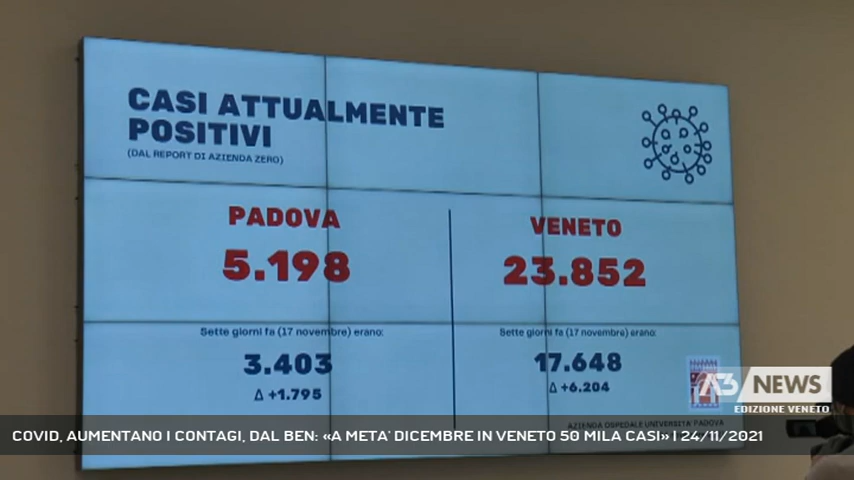 CASI ATTUALMENTE
POSITIVI
(DAL REPORT DI AZIENDA ZERO)
PADOVA
5.198
Sette giorni fa (17 novembre) erano:
3.403
Δ +1.795
VENETO
23.852
Sette giorni fa (17 novembre) erano:
17.648
Δ +6.204
AZIENDA OSPEDALE UNIVERSITÀ PADOVA
A3 NEWS
EDIZIONE VENETO
COVID, AUMENTANO I CONTAGI, DAL BEN: «A META' DICEMBRE IN VENETO 50 MILA CASI» | 24/11/2021